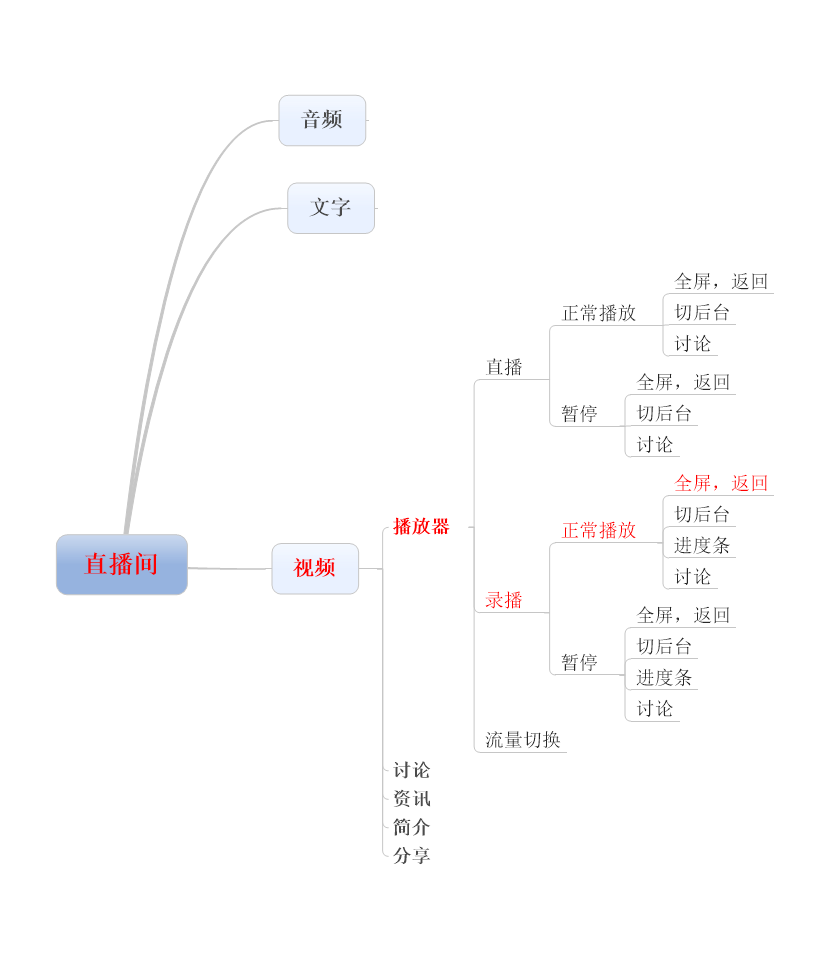 音频
文字
全屏，返回
正常播放
切后台
讨论
直播
全屏，返回
暂停
切后台
讨论
全屏，返回
切后台
播放器
正常播放
进度条
直播间
视频
讨论
录播
全屏，返回
切后台
暂停
进度条
讨论
流量切换
讨论
资讯
简介
分享